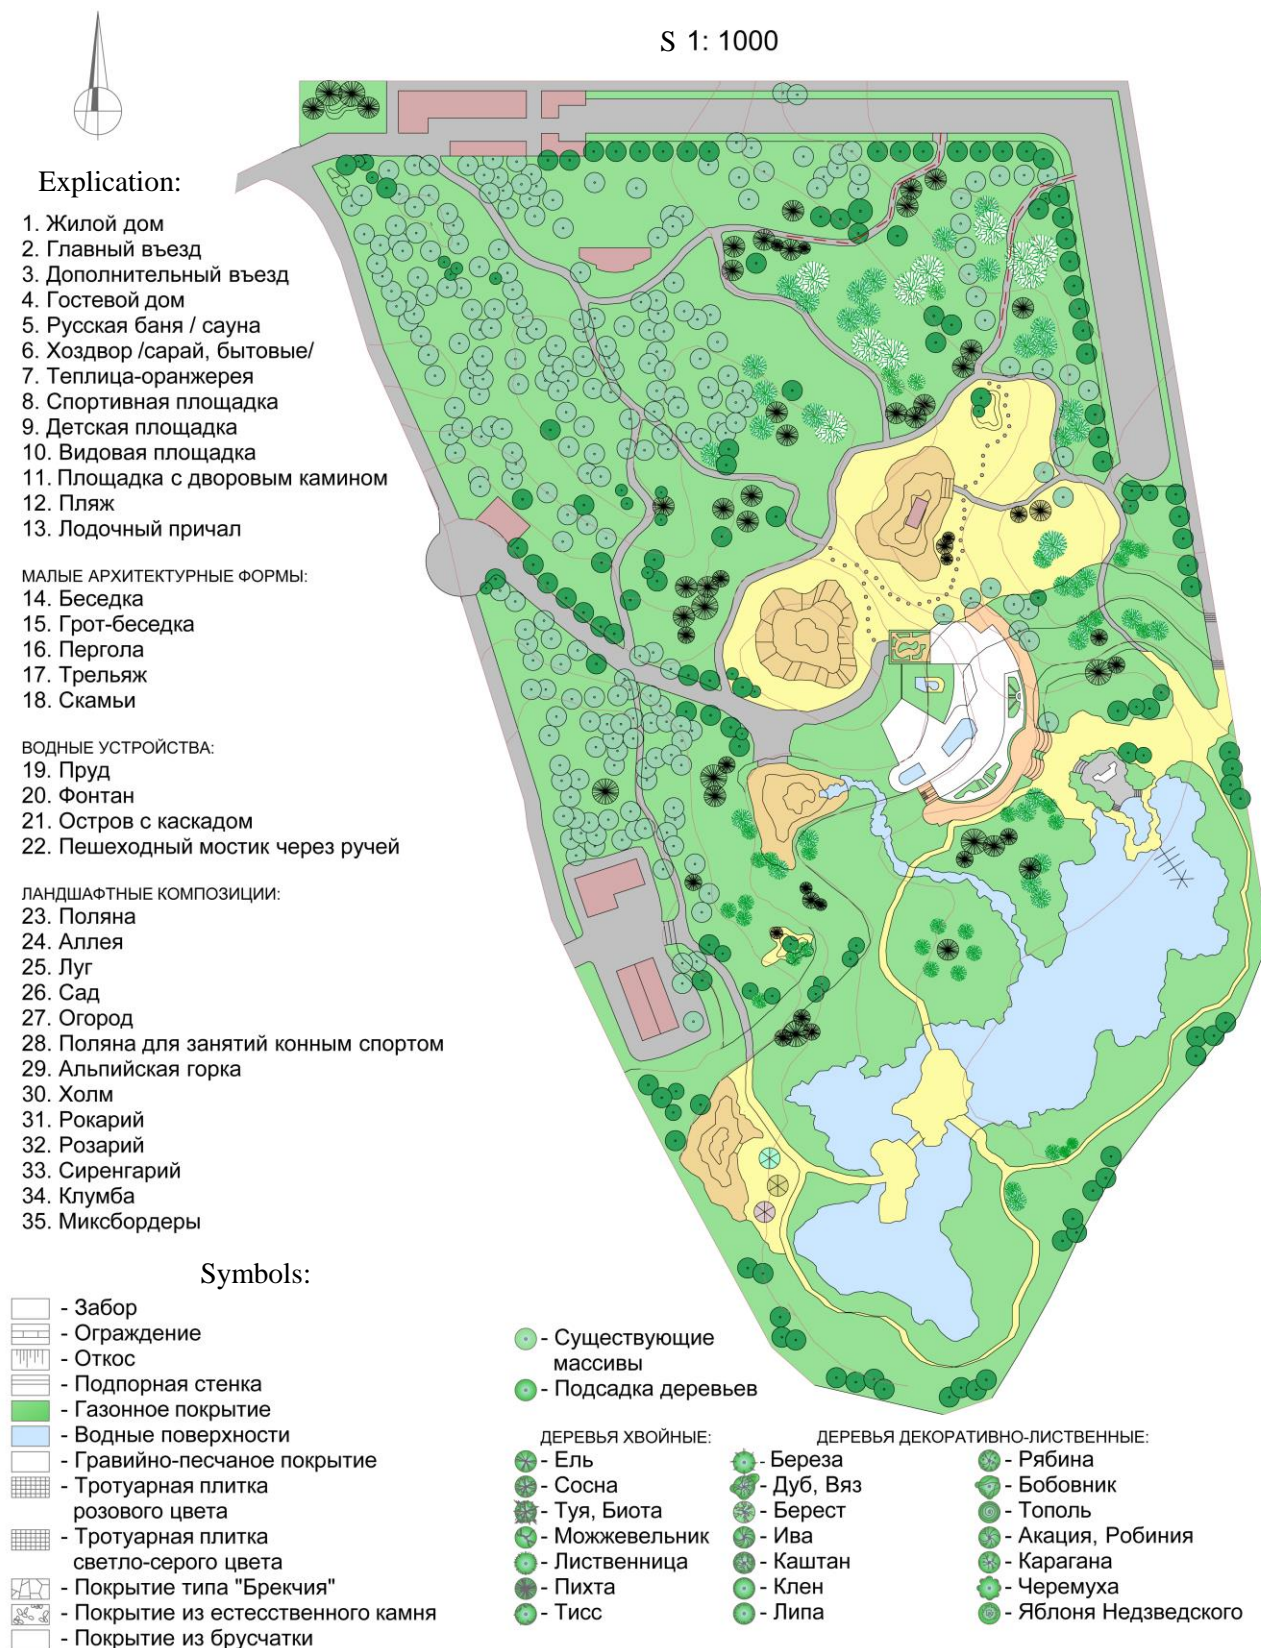 S 1: 1000
Explication:
1. Жилой дом
2. Главный въезд
3. Дополнительный въезд
4. Гостевой дом
5. Русская баня / сауна
6. Хоздвор /сарай, бытовые/
7. Теплица-оранжерея
8. Спортивная площадка
9. Детская площадка
10. Видовая площадка
11. Площадка с дворовым камином
12. Пляж
13. Лодочный причал
МАЛЫЕ АРХИТЕКТУРНЫЕ ФОРМЫ:
14. Беседка
15. Грот-беседка
16. Пергола
17. Трельяж
18. Скамьи
ВОДНЫЕ УСТРОЙСТВА:
19. Пруд
20. Фонтан
21. Остров с каскадом
22. Пешеходный мостик через ручей
ЛАНДШАФТНЫЕ КОМПОЗИЦИИ:
23. Поляна
24. Аллея
25. Луг
26. Сад
27. Огород
28. Поляна для занятий конным спортом
29. Альпийская горка
30. Холм
31. Рокарий
32. Розарий
33. Сиренгарий
34. Клумба
35. Миксбордеры
Symbols:
- Забор
- Ограждение
- Откос
- Подпорная стенка
- Газонное покрытие
- Водные поверхности
- Гравийно-песчаное покрытие
- Тротуарная плитка
розового цвета
- Тротуарная плитка
светло-серого цвета
- Покрытие типа "Брекчия"
- Покрытие из естесственного камня
- Покрытие из брусчатки
- Существующие
массивы
- Подсадка деревьев
ДЕРЕВЬЯ ХВОЙНЫЕ:
- Ель
- Сосна
- Туя, Биота
- Можжевельник
- Лиственница
- Пихта
- Тисс
ДЕРЕВЬЯ ДЕКОРАТИВНО-ЛИСТВЕННЫЕ:
- Береза
- Дуб, Вяз
- Берест
- Ива
- Каштан
- Клен
- Липа
- Рябина
- Бобовник
- Тополь
- Акация, Робиния
- Карагана
- Черемуха
- Яблоня Недзведского